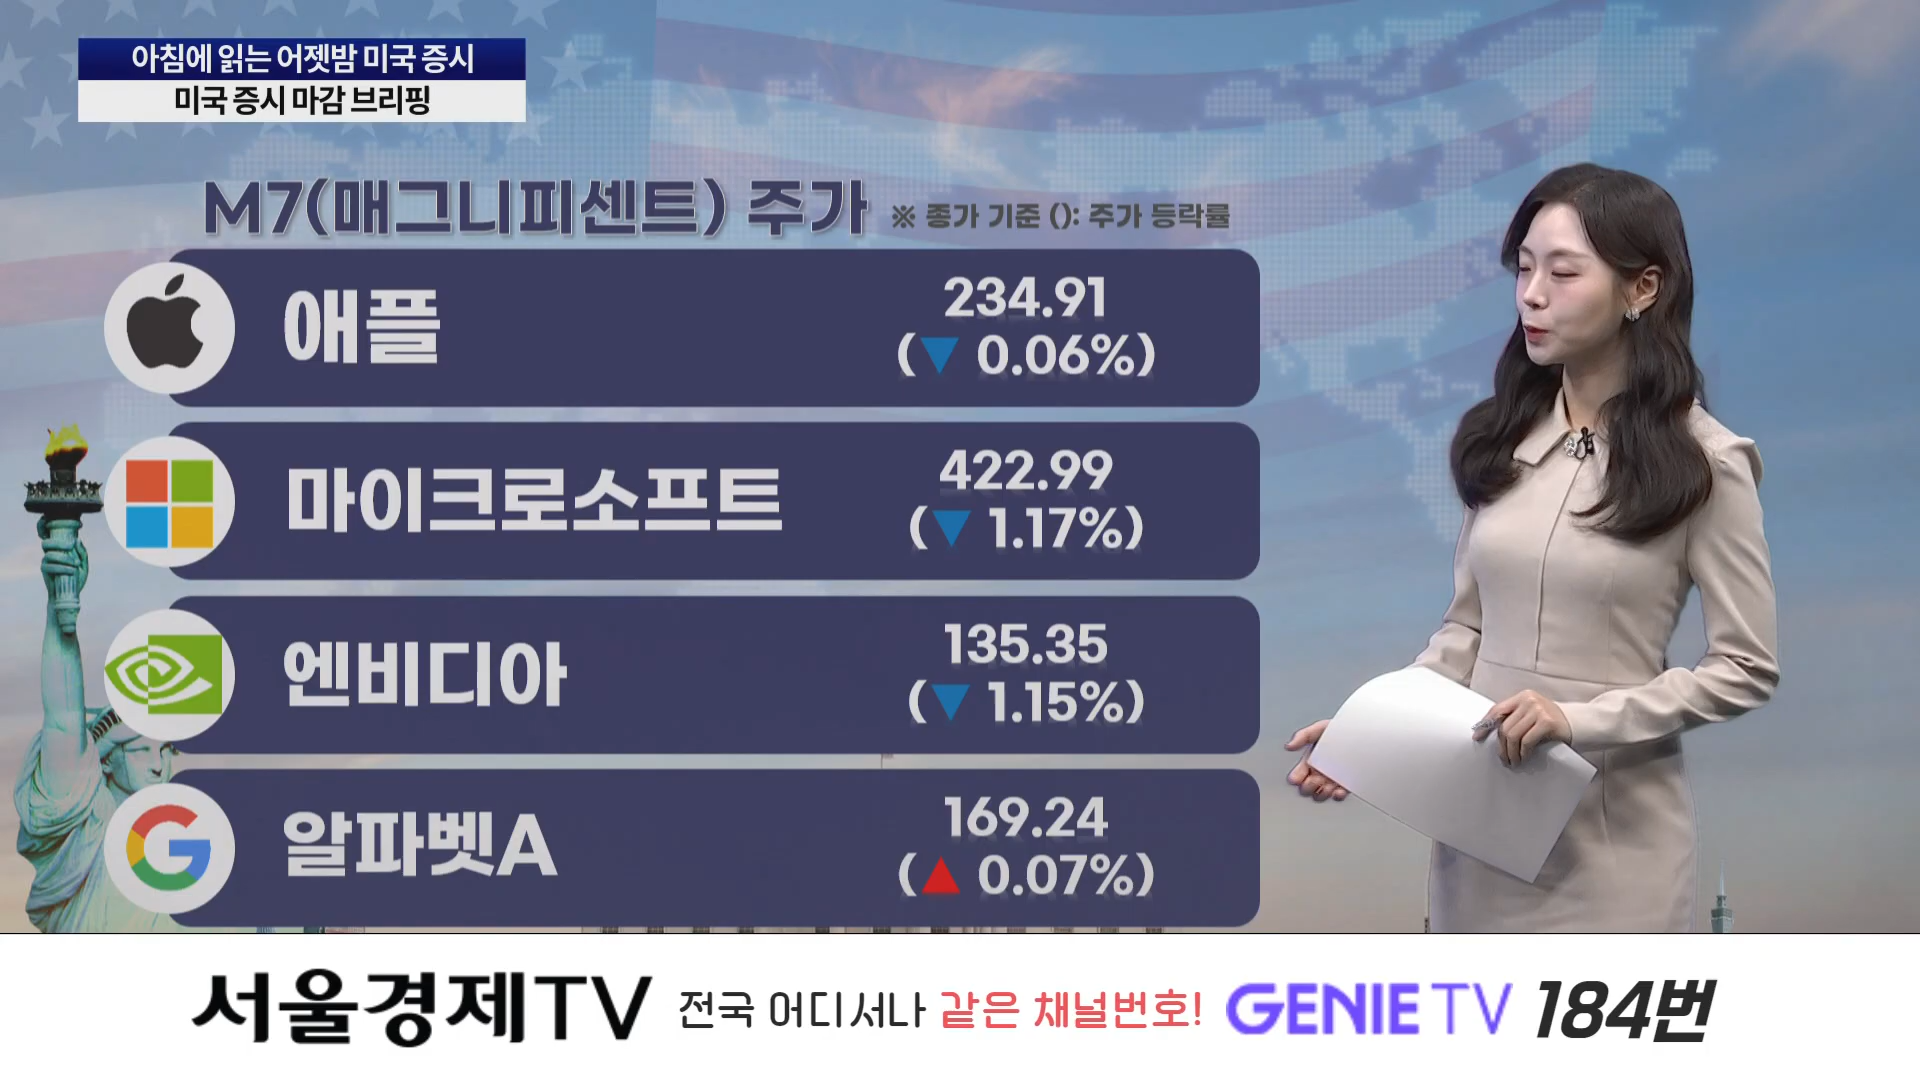 아침에 읽는 어젯밤 미국 증시
미국 증시 마감 브리핑
M7(매그니피센트) 주가 ※ 종가 기준 (): 주가 등락률
애플
234.91
(▼ 0.06%)
마이크로소프트
422.99
(▼ 1.17%)
엔비디아
135.35
(▼ 1.15%)
알파벳A
169.24
(▲ 0.07%)
서울경제TV 전국 어디서나 같은 채널번호! GENIE TV 184번